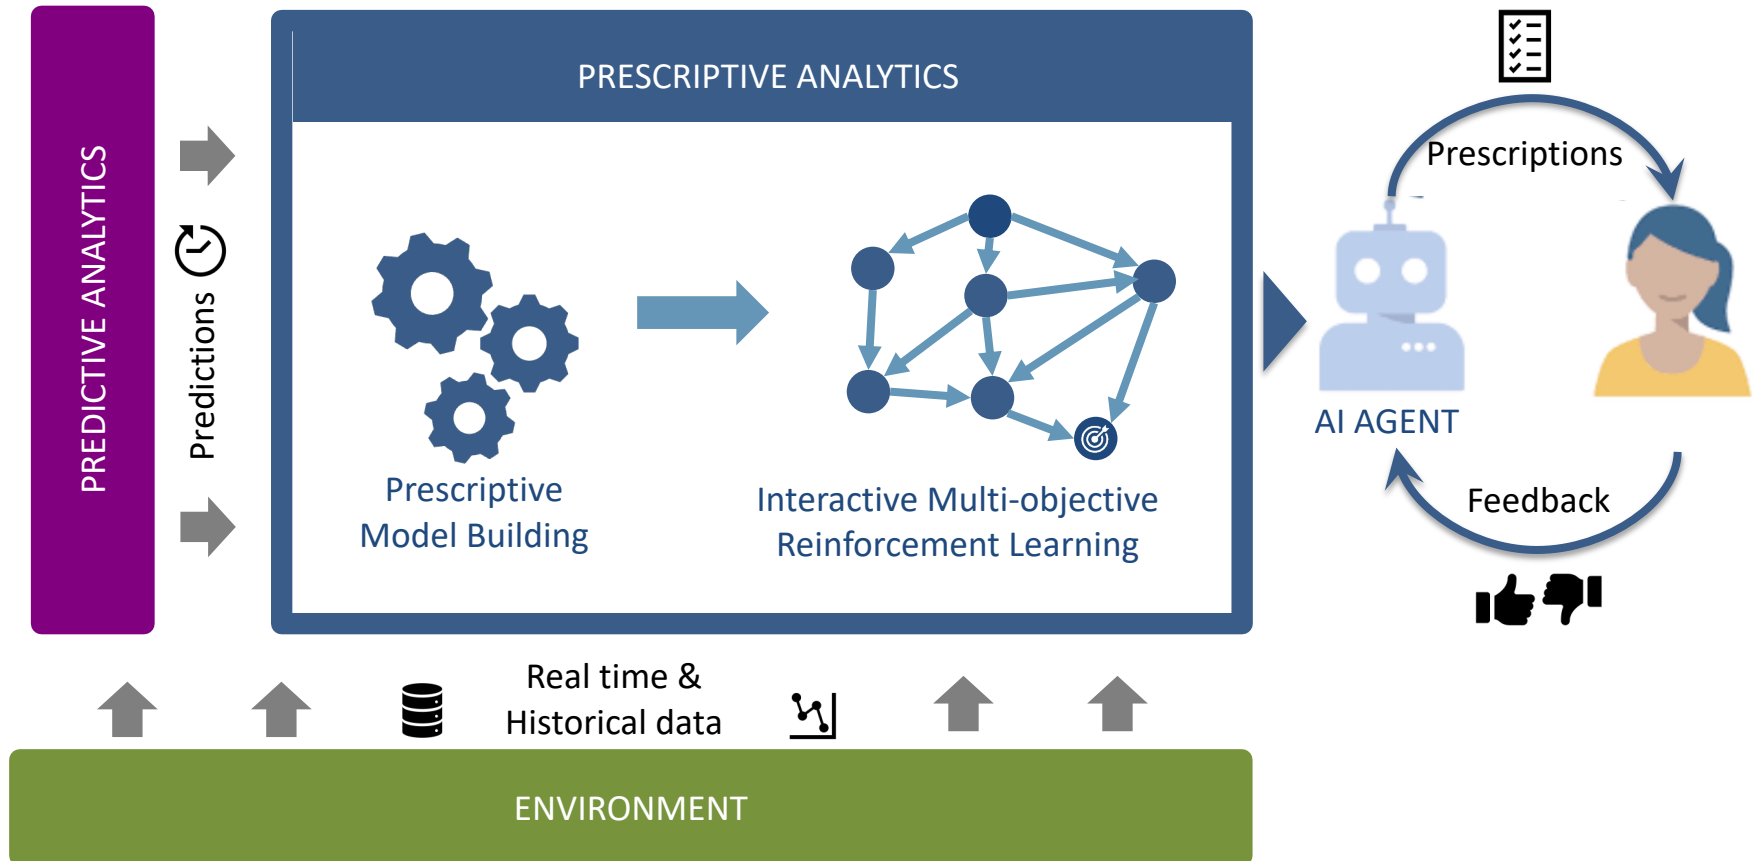 PREDICTIVE ANALYTICS
Predictions
PRESCRIPTIVE ANALYTICS
Prescriptive
Model Building
Interactive Multi-objective
Reinforcement Learning
Prescriptions
AI AGENT
Feedback
Real time &
Historical data
ENVIRONMENT